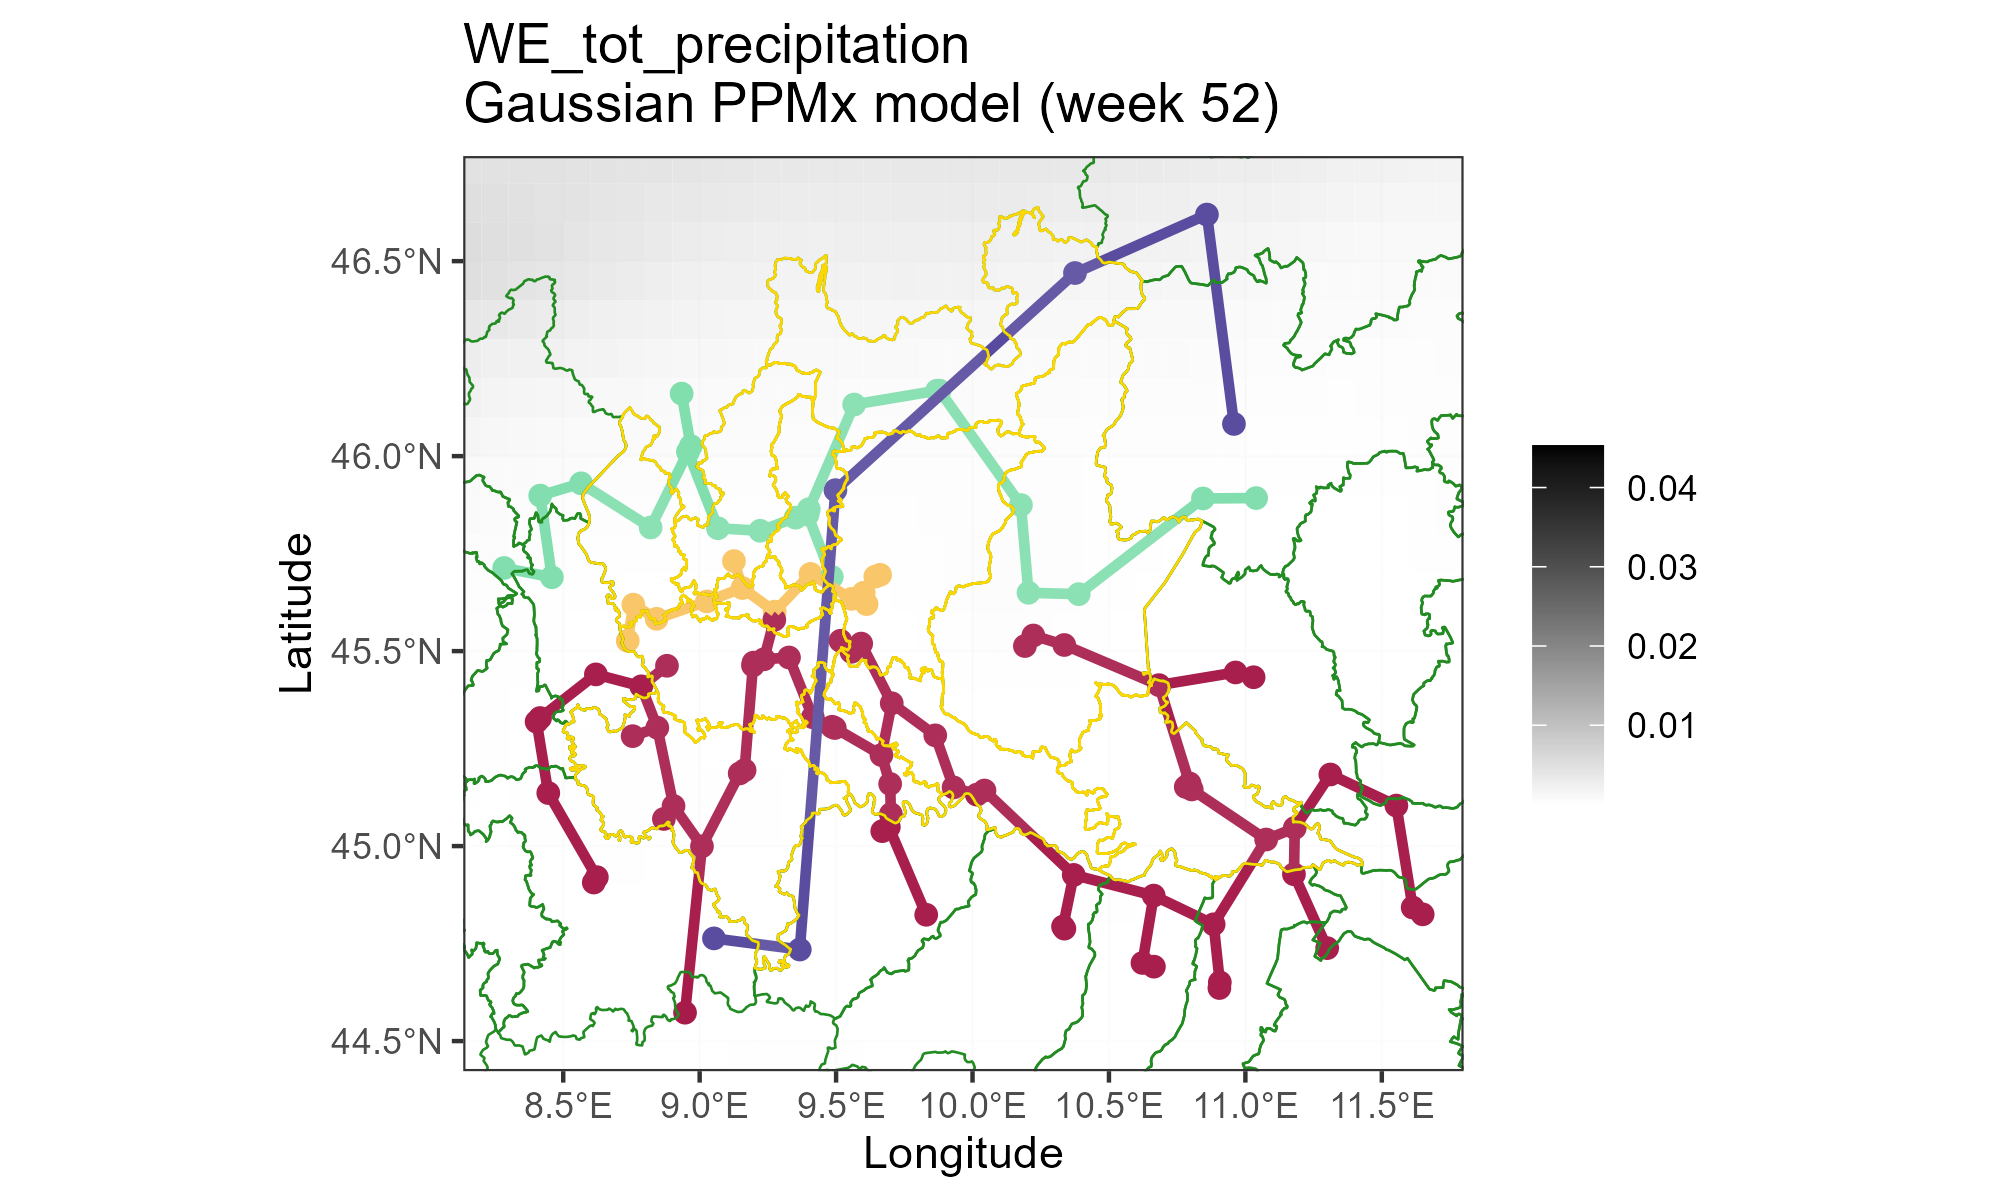 WE_tot_precipitation
Gaussian PPMx model (week 52)
46.5°N
46.0°N
45.5°N
45.0°N
44.5°N
Latitude
8.5°E 9.0°E 9.5°E 10.0°E 10.5°E 11.0°E 11.5°E
Longitude
0.04
0.03
0.02
0.01